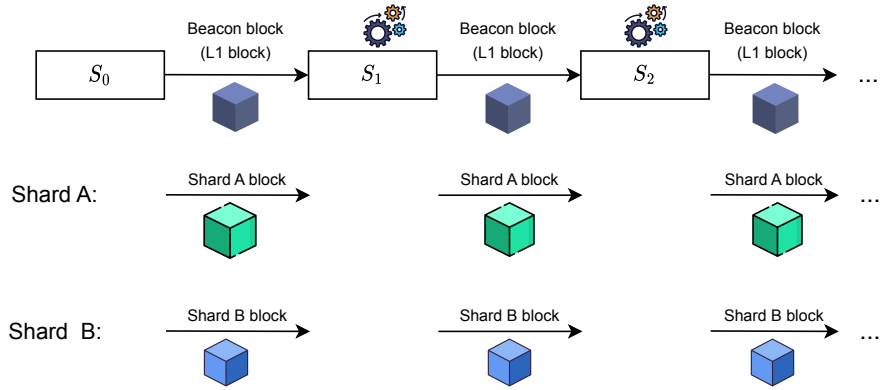 Beacon block
(L1 block)
Beacon block
(L1 block)
Beacon block
(L1 block)
S₀
S₁
S₂
...
Shard A:
Shard A block
Shard A block
Shard A block
...
Shard B:
Shard B block
Shard B block
Shard B block
...